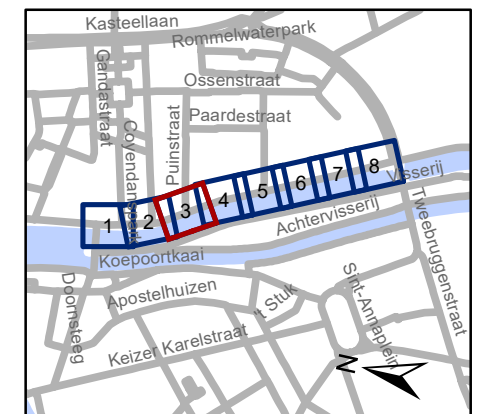 Kasteellaan
Rommelwaterpark
Gandastraat
Ossenstraat
Coyendanspark
Puinstraat
Paardestraat
1
2
3
4
5
6
7
8
Visserij
Achtervisserij
Koepoortkaai
Tweebruggenstraat
Doornsteeg
Apostelhuizen
't Stuk
Sint-Annaplein
Keizer Karelstraat
N